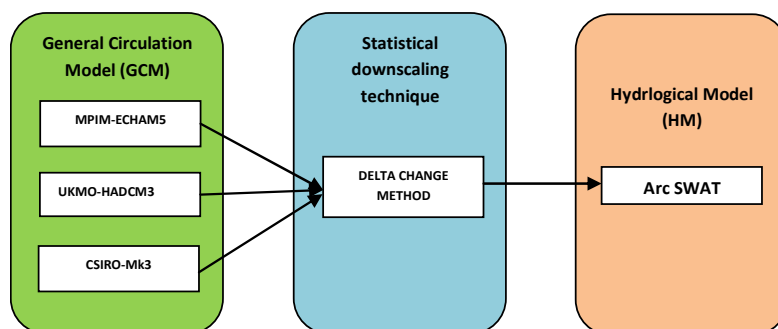 General Circulation
Model (GCM)
MPIM-ECHAM5
UKMO-HADCM3
CSIRO-Mk3
Statistical
downscaling
technique
DELTA CHANGE
METHOD
Hydrlogical Model
(HM)
Arc SWAT